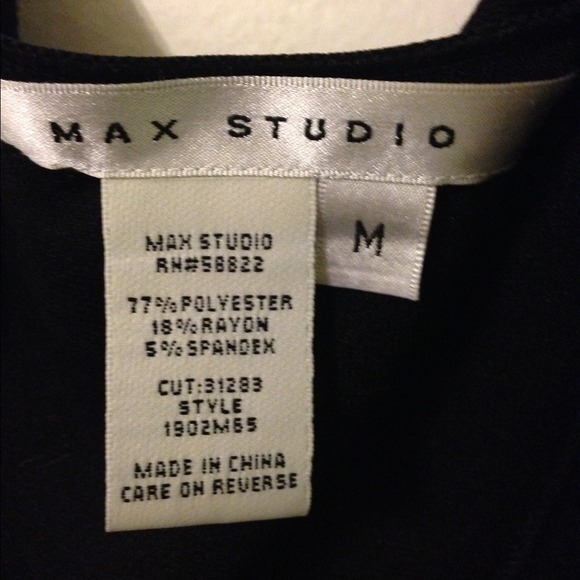 MAX STUDIO
M
MAX STUDIO
RN#58822
77%POLYESTER
18%RAYON
5%SPANDEX
CUT:31283
STYLE
1902M65
MADE IN CHINA
CARE ON REVERSE